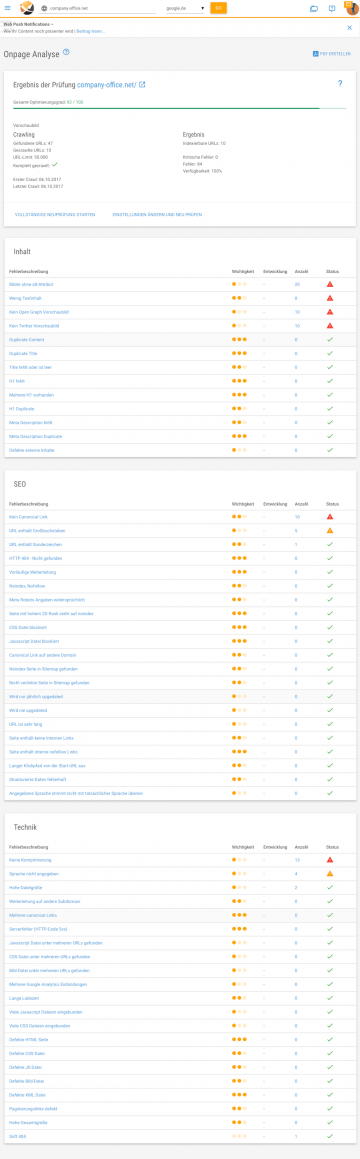 company-office.net
google.de
GO
Web Push Notifications –
Wie Ihr Content noch präsenter wird | Beitrag lesen...
Onpage Analyse
PDF ERSTELLEN
Ergebnis der Prüfung company-office.net/
Gesamte Optimierungsgrad: 92 / 100
Vorschaubild
Crawling
Ergebnis
Gefundene URLs: 47
Indexierbare URLs: 10
Gecrawlte URLs: 13
URL-Limit: 50.000
Kritische Fehler: 0
Komplett gecrawlt:
Fehler: 84
Verfügbarkeit: 100%
Erster Crawl: 06.10.2017
Letzter Crawl: 06.10.2017
VOLLSTÄNDIGE NEUPRÜFUNG STARTEN
EINSTELLUNGEN ÄNDERN UND NEU PRÜFEN
Inhalt
Fehlerbeschreibung Wichtigkeit Entwicklung Anzahl Status
Bilder ohne alt-Attribut –
Wenig Textinhalt – 8
Kein Open Graph Vorschaubild – 10
Kein Twitter Vorschaubild – 10
Duplicate Content – 0
Duplicate Title – 0
Title fehlt oder ist leer – 0
H1 fehlt – 0
Mehrere H1 vorhanden – 0
H1 Duplicate – 0
Meta Description fehlt – 0
Meta Description Duplicate – 0
Defekte externe Inhalte – 0
SEO
Fehlerbeschreibung Wichtigkeit Entwicklung Anzahl Status
Kein Canonical Link – 10
URL enthält Großbuchstaben –
URL enthält Sonderzeichen – 1
HTTP 404 - Nicht gefunden – 0
Vorläufige Weiterleitung – 0
Noindex, Nofollow – 0
Meta Robots Angaben widersprüchlich – 0
Seite mit hohem OO Rank steht auf noindex – 0
CSS Datei blockiert – 0
Javascript Datei blockiert – 0
Canonical Link auf andere Domain – 0
Noindex Seite in Sitemap gefunden – 0
Nicht verlinkte Seite in Sitemap gefunden – 0
Wird nur jährlich upgedated – 0
Wird nie upgedated – 0
URL ist sehr lang – 0
Seite enthält keine internen Links – 0
Seite enthält interne nofollow Links – 0
Langer Klickpfad von der Start-URL aus – 0
Strukturierte Daten fehlerhaft – 0
Angegebene Sprache stimmt nicht mit tatsächlicher Sprache überein – 0
Technik
Fehlerbeschreibung Wichtigkeit Entwicklung Anzahl Status
Keine Komprimierung – 13
Sprache nicht angegeben – 4
Hohe Dateigröße – 2
Weiterleitung auf andere Subdomain – 0
Mehrere canonical Links – 0
Serverfehler (HTTP-Code 5xx) – 0
Javascript Datei unter mehreren URLs gefunden – 0
CSS Datei unter mehreren URLs gefunden – 0
Bild Datei unter mehreren URLs gefunden – 0
Mehrere Google Analytics Einbindungen – 0
Lange Ladezeit – 0
Viele Javascript Dateien eingebunden – 0
Viele CSS Dateien eingebunden – 0
Defekte HTML Seite – 0
Defekte CSS Datei – 0
Defekte JS Datei – 0
Defekte Bild Datei – 0
Defekte XML Datei – 0
Paginierungskette defekt – 0
Hohe Gesamtgröße – 0
Soft 404 – 1